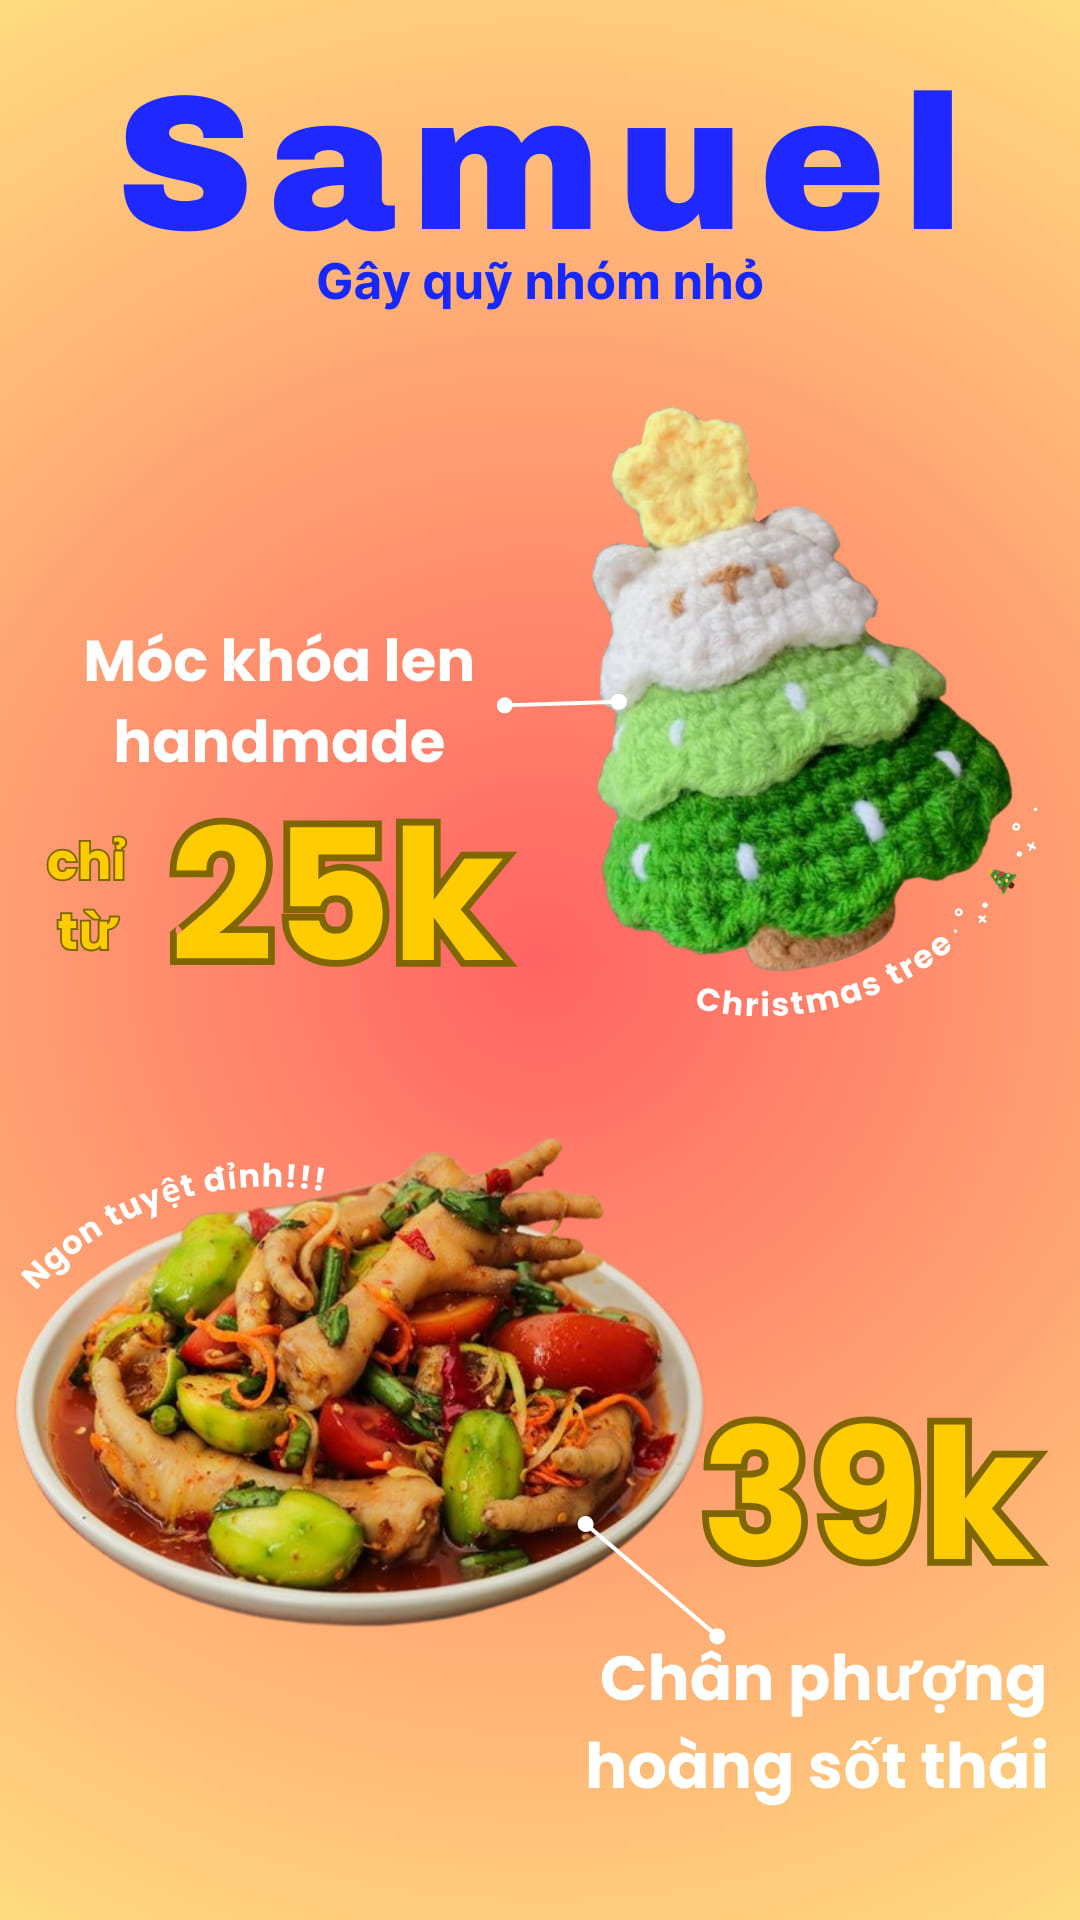 Samuel
Gây quỹ nhóm nhỏ
Móc khóa len
handmade
chỉ
từ
25k
Christmas tree
Ngon tuyệt đỉnh!!!
39k
Chân phượng
hoàng sốt thái